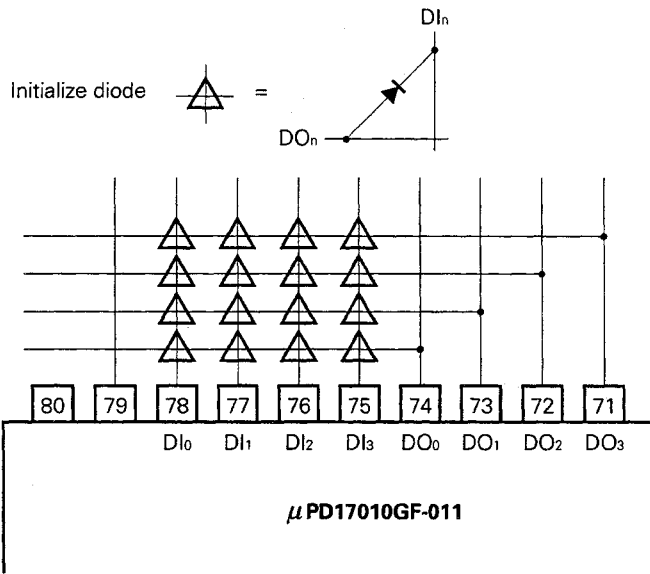 DIn
Initialize diode =
DOn
80 79 78 77 76 75 74 73 72 71
DI0 DI1 DI2 DI3 DO0 DO1 DO2 DO3
μPD17010GF-011